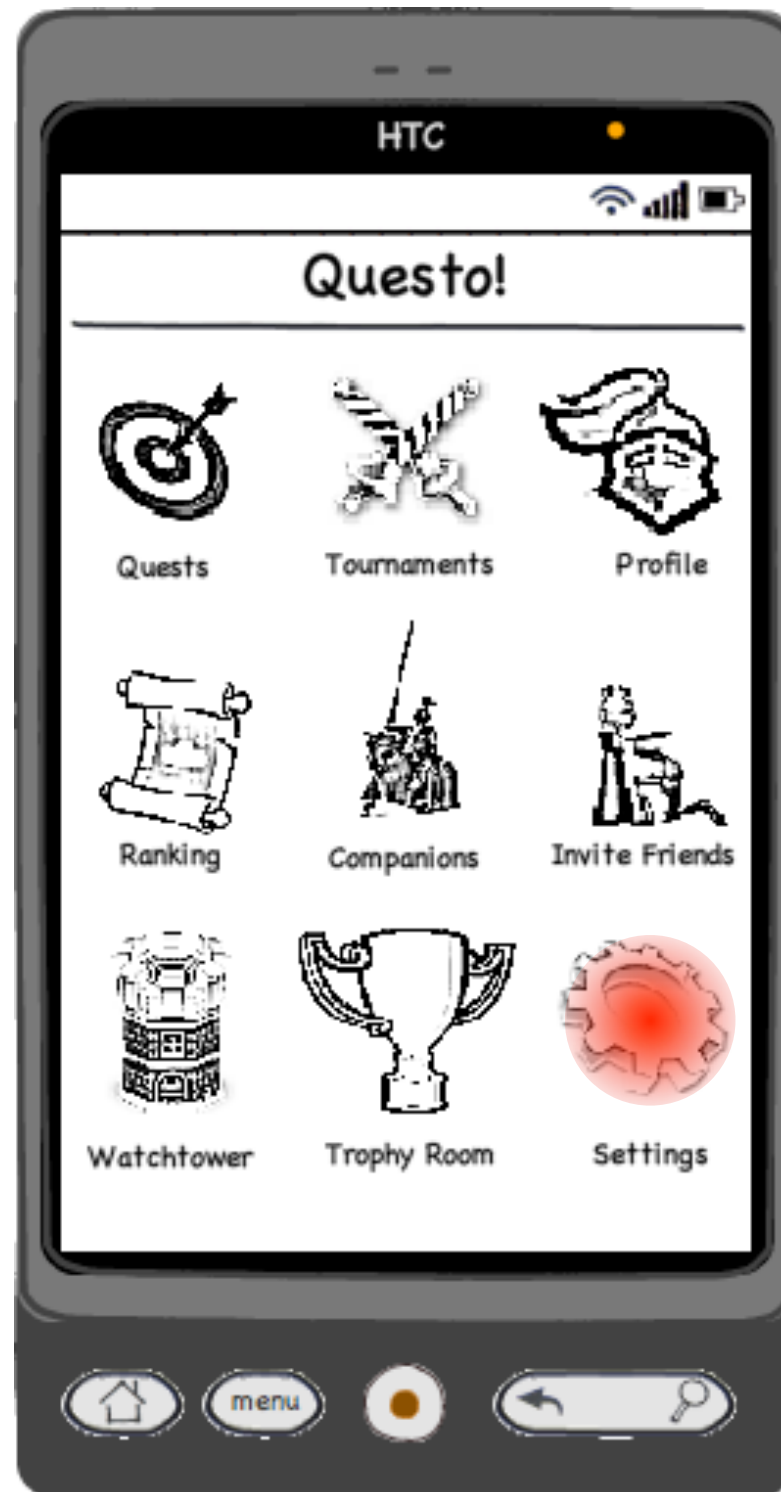 HTC
Questo!
Quests Tournaments Profile
Ranking Companions Invite Friends
Watchtower Trophy Room Settings
menu